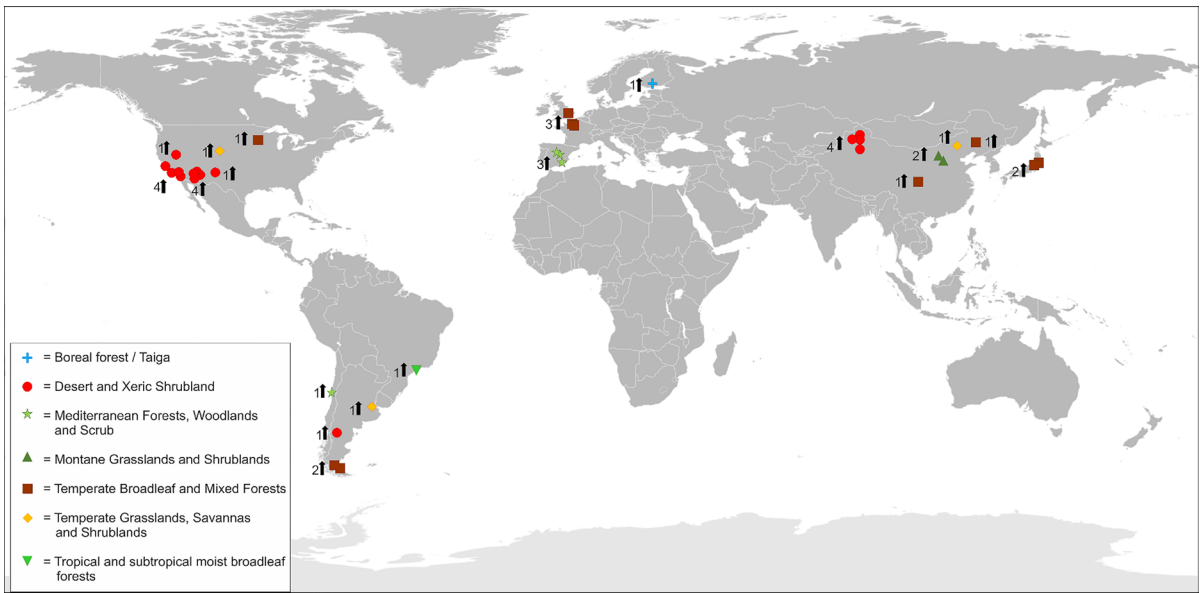 1
3
3
1
1
1
1
4
4
1
4
1
2
1
1
2
1
1
1
1
2
= Boreal forest / Taiga
= Desert and Xeric Shrubland
= Mediterranean Forests, Woodlands
and Scrub
= Montane Grasslands and Shrublands
= Temperate Broadleaf and Mixed Forests
= Temperate Grasslands, Savannas
and Shrublands
= Tropical and subtropical moist broadleaf
forests